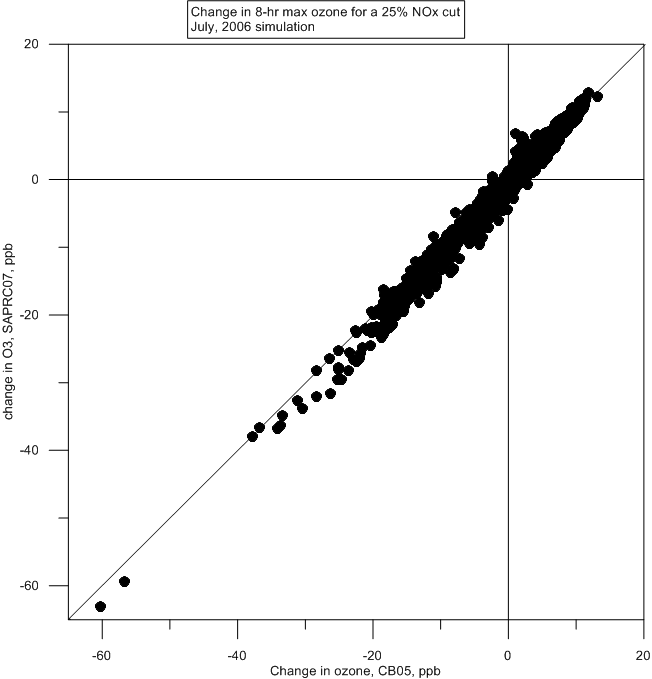 Change in 8-hr max ozone for a 25% NOx cut
July, 2006 simulation
20
0
-20
-40
-60
change in O3, SAPRC07, ppb
-60
-40
-20
0
20
Change in ozone, CB05, ppb